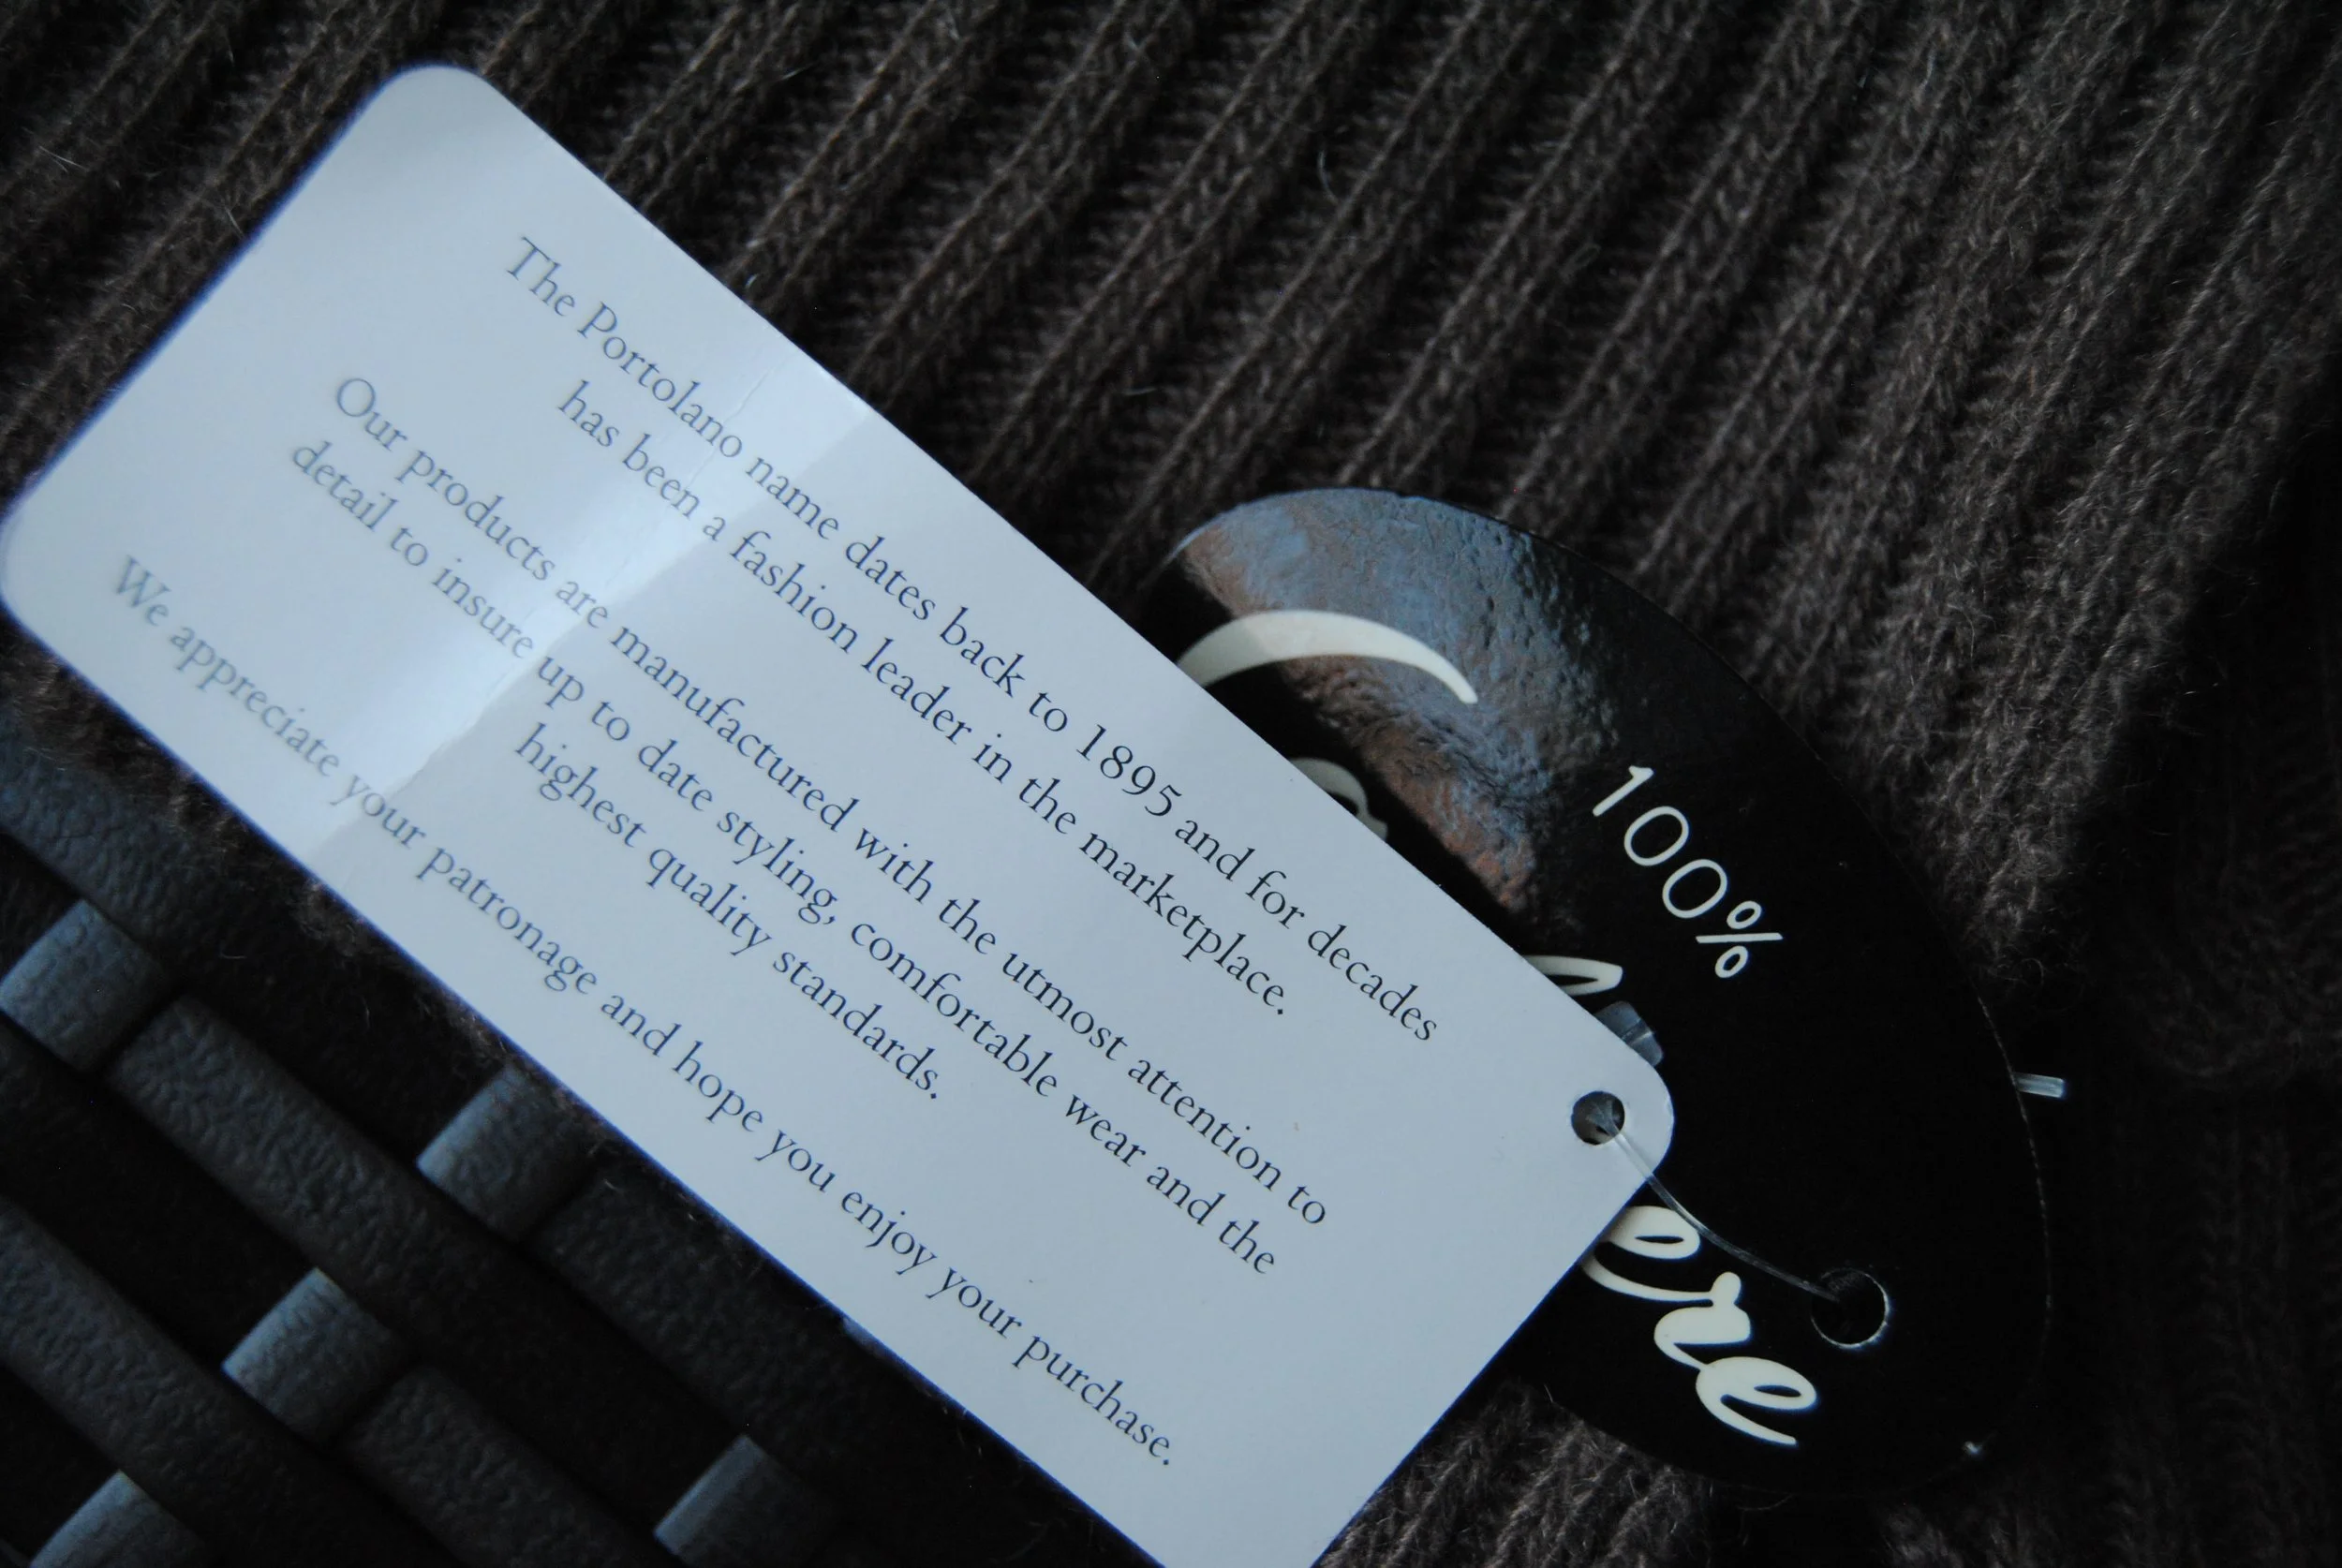 The Portolano name dates back to 1895 and for decades
has been a fashion leader in the marketplace.
Our products are manufactured with the utmost attention to
detail to insure up to date styling, comfortable wear and the
highest quality standards.
We appreciate your patronage and hope you enjoy your purchase.
100%
ere